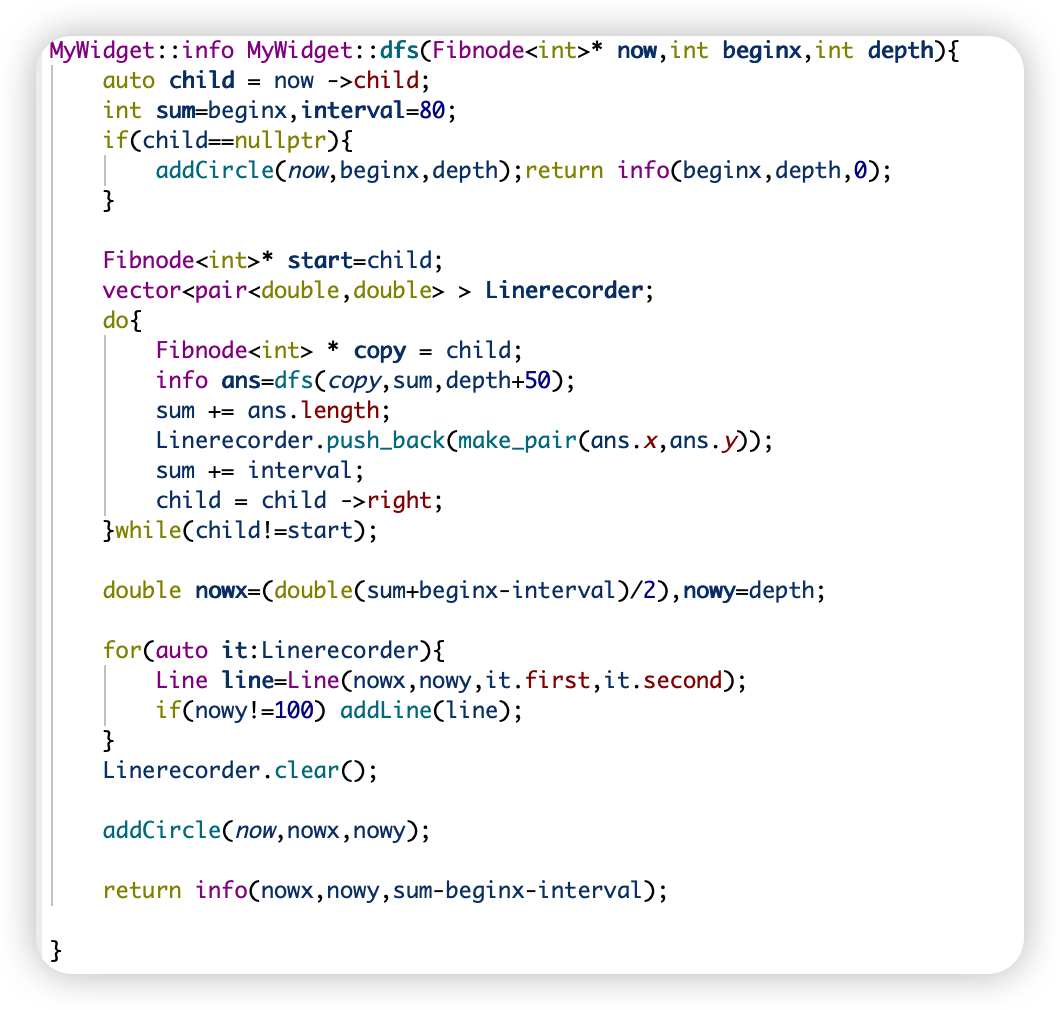 MyWidget::info MyWidget::dfs(Fibnode<int>* now,int beginx,int depth){
    auto child = now ->child;
    int sum=beginx,interval=80;
    if(child==nullptr){
        addCircle(now,beginx,depth);return info(beginx,depth,0);
    }

    Fibnode<int>* start=child;
    vector<pair<double,double> > Linerecorder;
    do{
        Fibnode<int> * copy = child;
        info ans=dfs(copy,sum,depth+50);
        sum += ans.length;
        Linerecorder.push_back(make_pair(ans.x,ans.y));
        sum += interval;
        child = child ->right;
    }while(child!=start);

    double nowx=(double(sum+beginx-interval)/2),nowy=depth;

    for(auto it:Linerecorder){
        Line line=Line(nowx,nowy,it.first,it.second);
        if(nowy!=100) addLine(line);
    }
    Linerecorder.clear();

    addCircle(now,nowx,nowy);

    return info(nowx,nowy,sum-beginx-interval);

}